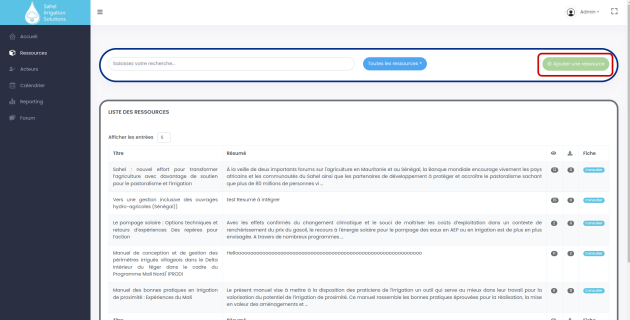 Sahel
Irrigation
Solutions
Admin
Accueil
Ressources
Acteurs
Calendrier
Reporting
Forum
Saisissez votre recherche...
Toutes les ressources
Ajouter une ressource
LISTE DES RESSOURCES
Afficher les entrées 5
Titre Résumé Fiche
Sahel : nouvel effort pour transformer À la veille de deux importants forums sur l'agriculture en Mauritanie et au Sénégal, la Banque mondiale encourage vivement les pays
l'agriculture avec davantage de soutien africains et les communautés du Sahel ainsi que les partenaires de développement à protéger et accroître le pastoralisme sachant
pour le pastoralisme et l'irrigation que plus de 80 millions de personnes vi ...
Consulter
Vers une gestion inclusive des ouvrages Test Resumé à intégrer
hydro-agricoles (Sénégal)]
Consulter
Le pompage solaire : Options techniques et Avec les effets confirmés du changement climatique et le souci de maîtriser les coûts d'exploitation dans un contexte de
retours d'expériences Des repères pour renchérissement du prix du gasoil, le recours à l'énergie solaire pour le pompage des eaux en AEP ou en irrigation est de plus en plus
l'action envisagée. A travers de nombreux programmes ...
Consulter
Manuel de conception et de gestion des
périmètres irrigués villageois dans le Delta
intérieur du Niger dans le cadre du
Programme Mali Nord/ IPRODI
Consulter
Manuel des bonnes pratiques en irrigation Le présent manuel vise à mettre à la disposition des praticiens de l'irrigation un outil qui serve au mieux dans leur travail pour la
de proximité : Expériences du Mali valorisation du potentiel de l'irrigation de proximité. Ce manuel rassemble les bonnes pratiques éprouvées pour la réalisation, la mise
en valeur des aménagements et ...
Consulter
Titre Résumé Fiche